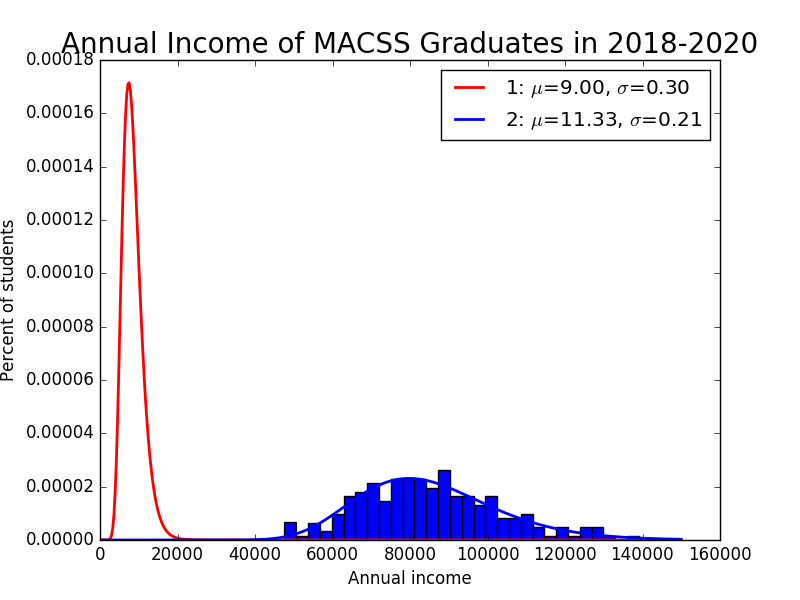 Annual Income of MACSS Graduates in 2018-2020
1: μ=9.00, σ=0.30
2: μ=11.33, σ=0.21
0.00018
0.00016
0.00014
0.00012
0.00010
0.00008
0.00006
0.00004
0.00002
0.00000
Percent of students
0 20000 40000 60000 80000 100000 120000 140000 160000
Annual income